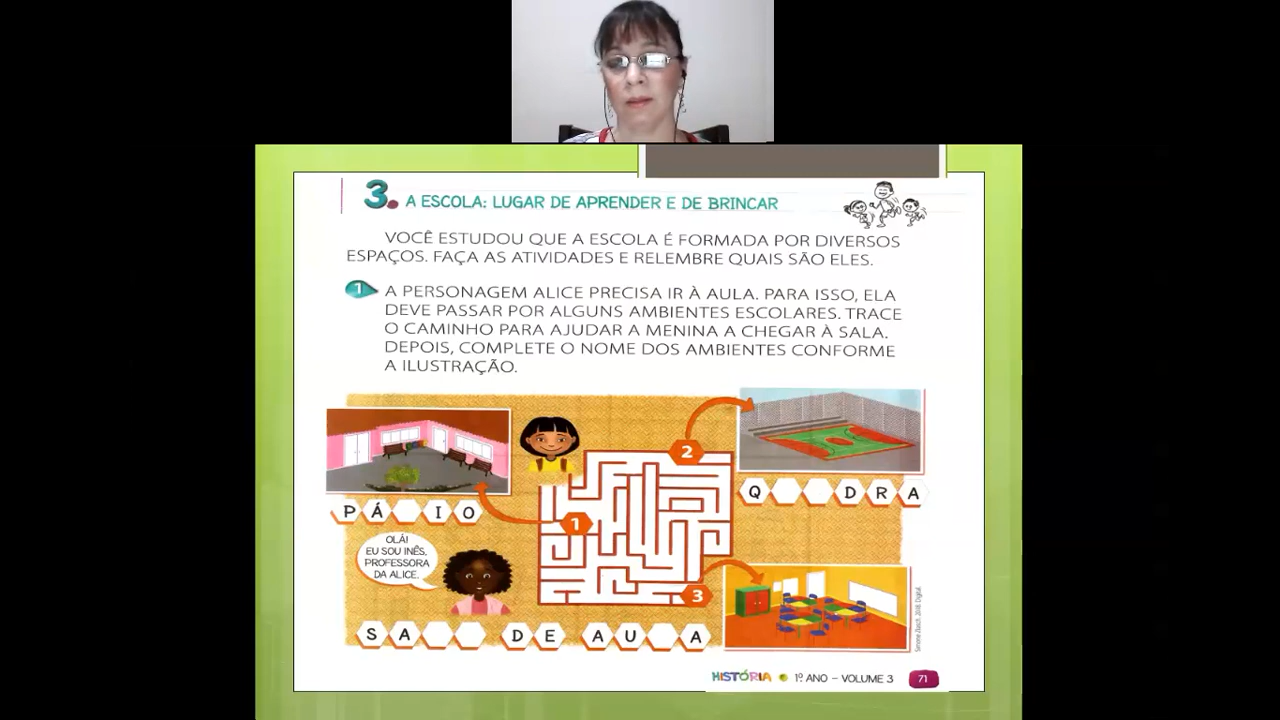 3. A ESCOLA: LUGAR DE APRENDER E DE BRINCAR
VOCÊ ESTUDOU QUE A ESCOLA É FORMADA POR DIVERSOS
ESPAÇOS. FAÇA AS ATIVIDADES E RELEMBRE QUAIS SÃO ELES.
1 A PERSONAGEM ALICE PRECISA IR À AULA. PARA ISSO, ELA
DEVE PASSAR POR ALGUNS AMBIENTES ESCOLARES. TRACE
O CAMINHO PARA AJUDAR A MENINA A CHEGAR À SALA.
DEPOIS, COMPLETE O NOME DOS AMBIENTES CONFORME
A ILUSTRAÇÃO.
2
Q D R A
P Á I O
1
OLÁ!
EU SOU INÊS,
PROFESSORA
DA ALICE.
3
S A D E A U A
HISTÓRIA 1º. ANO – VOLUME 3 71